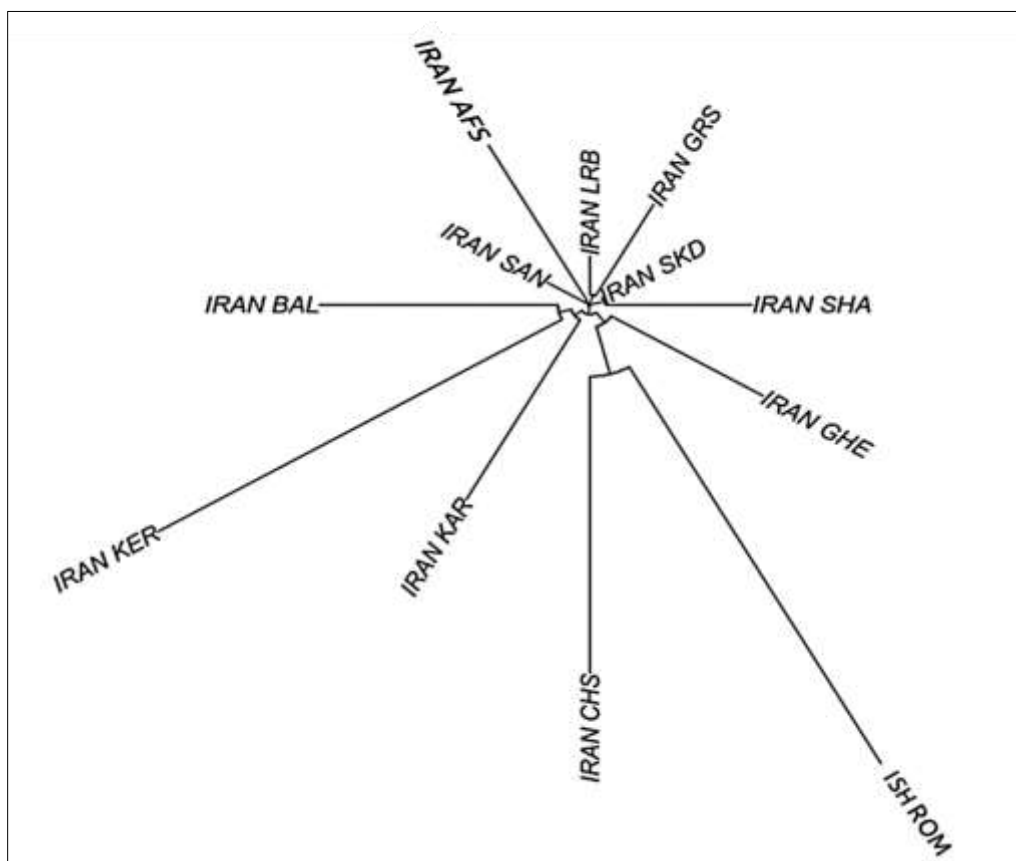 IRAN AFS
IRAN GRS
IRAN LRB
IRAN SAN
IRAN SKD
IRAN BAL
IRAN SHA
IRAN GHE
IRAN KER
IRAN KAR
IRAN CHS
ISH ROM